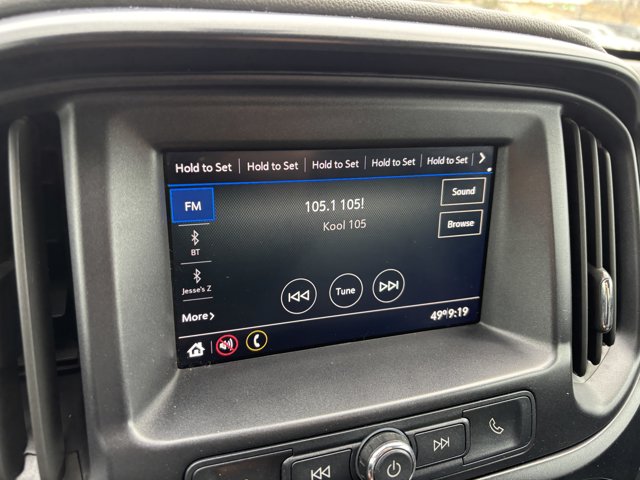 Hold to Set Hold to Set Hold to Set Hold to Set Hold to Set
FM
105.1 105!
Kool 105
Sound
Browse
BT
Jesse's Z
Tune
More
49° 9:19